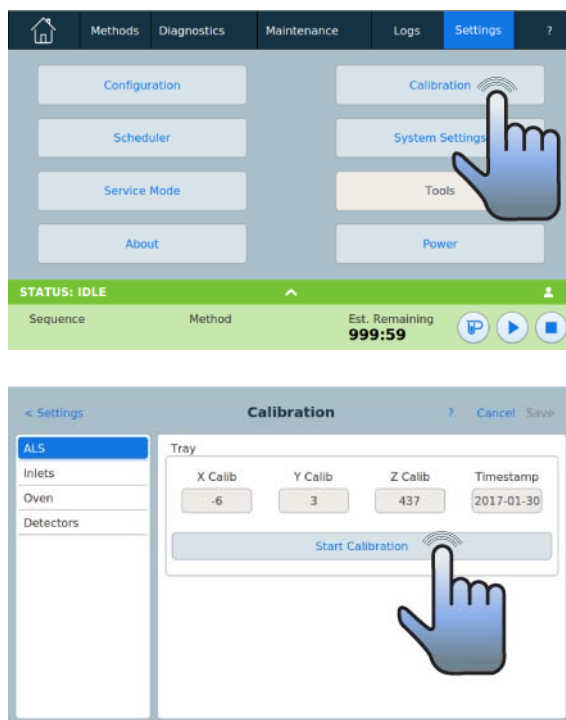 Methods Diagnostics Maintenance Logs Settings ?
Configuration Calibration
Scheduler System Settings
Service Mode Tools
About Power
STATUS: IDLE
Sequence Method Est. Remaining
999:59
< Settings Calibration ? Cancel Save
ALS Tray
Inlets X Calib Y Calib Z Calib Timestamp
Oven -6 3 437 2017-01-30
Detectors
Start Calibration